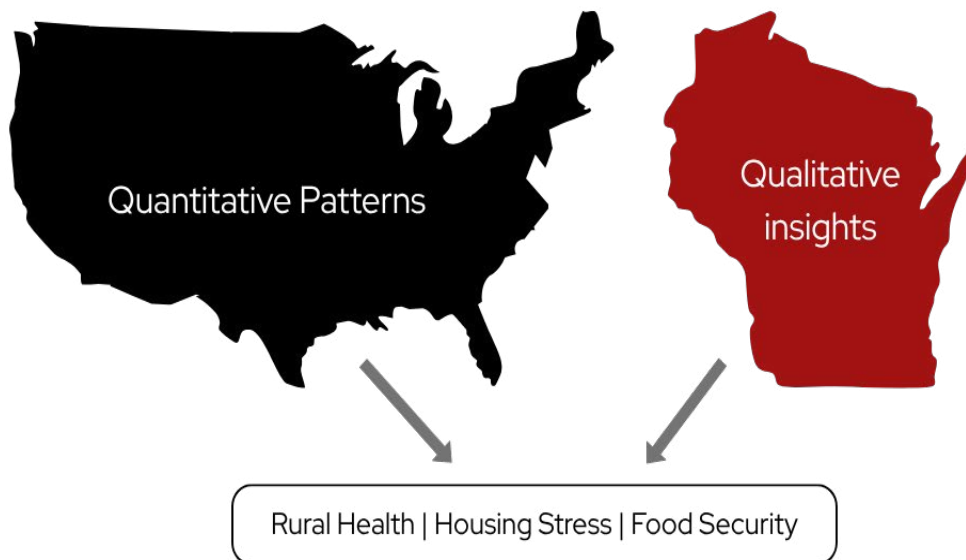 Quantitative Patterns
Qualitative
insights
Rural Health | Housing Stress | Food Security